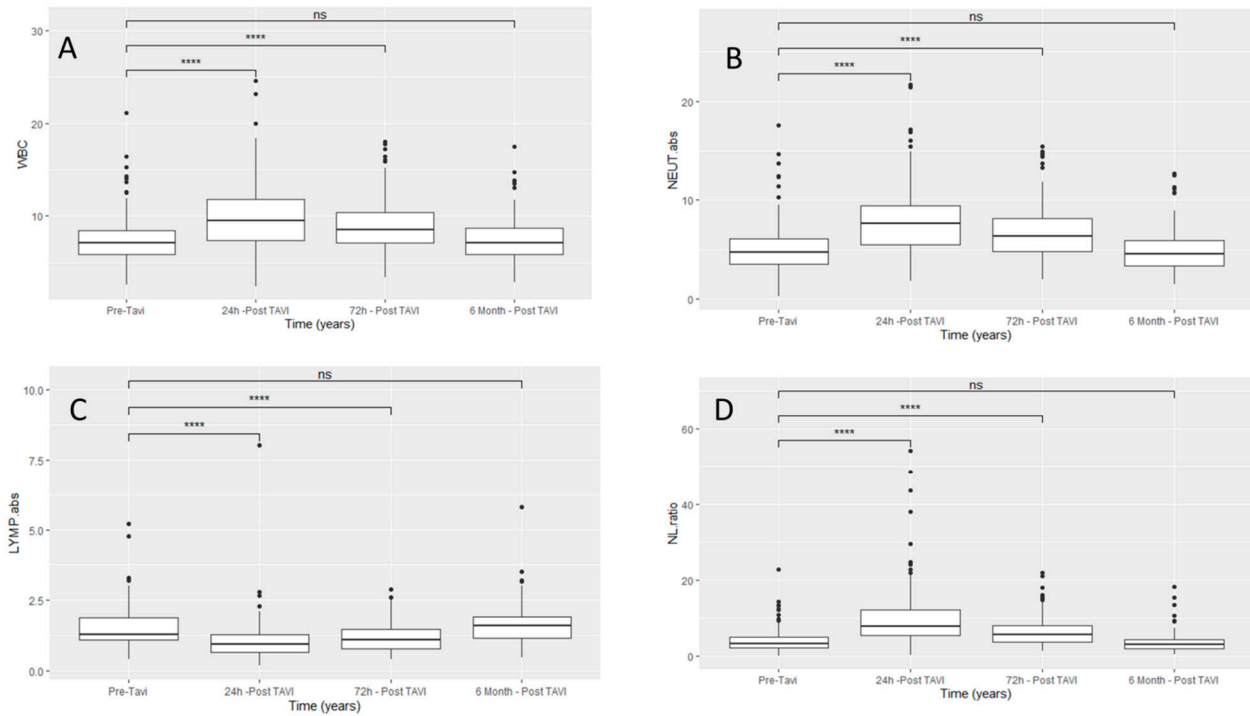 A
ns
****
****
30
20
10
WBC
Pre-Tavi 24h -Post TAVI 72h - Post TAVI 6 Month - Post TAVI
Time (years)
B
ns
****
****
20
10
0
NEUT.abs
Pre-Tavi 24h -Post TAVI 72h - Post TAVI 6 Month - Post TAVI
Time (years)
C
ns
****
****
10.0
7.5
5.0
2.5
0.0
LYMP.abs
Pre-Tavi 24h -Post TAVI 72h - Post TAVI 6 Month - Post TAVI
Time (years)
D
ns
****
****
60
40
20
0
NL.ratio
Pre-Tavi 24h -Post TAVI 72h - Post TAVI 6 Month - Post TAVI
Time (years)